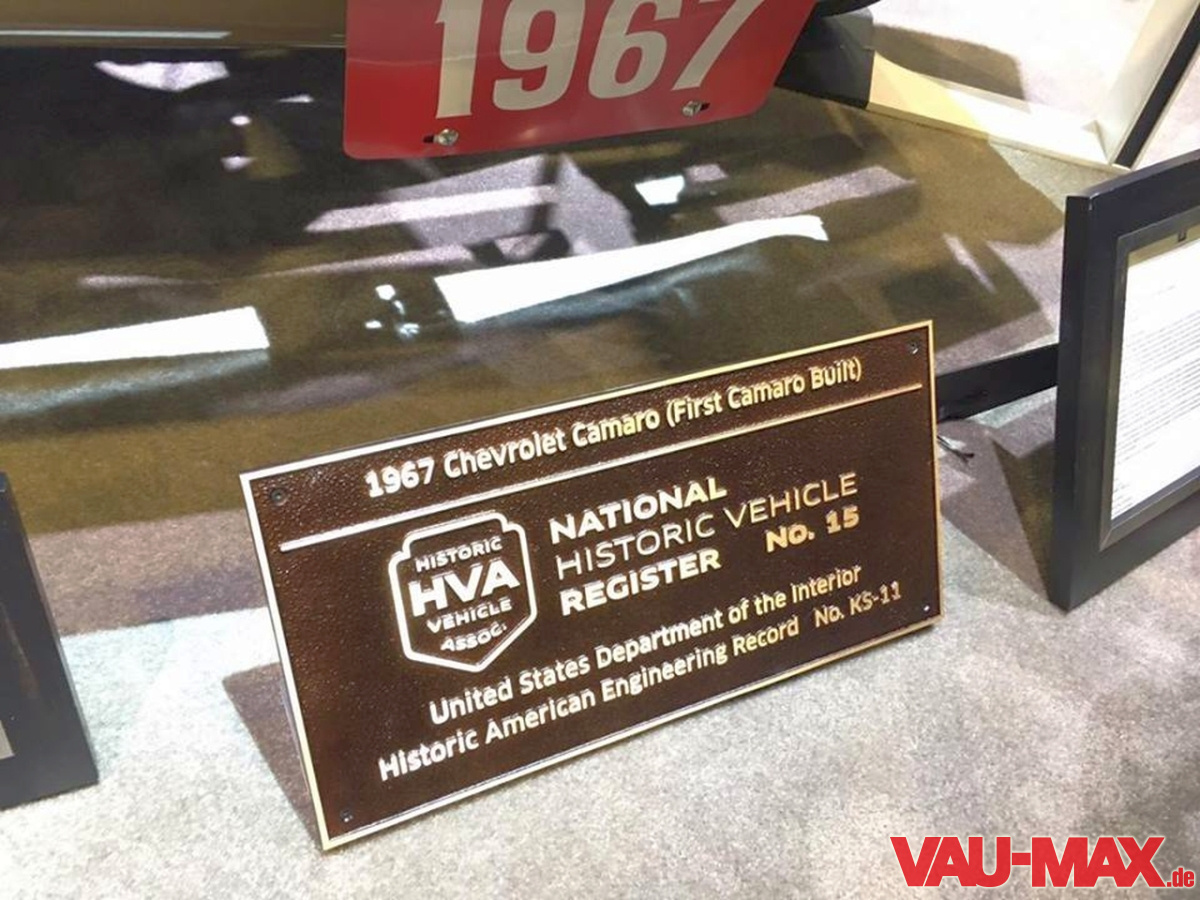 1967
1967 Chevrolet Camaro (First Camaro Built)
HISTORIC
HVA
VEHICLE
ASSOC.
NATIONAL
HISTORIC VEHICLE
REGISTER NO. 15
United States Department of the Interior
Historic American Engineering Record No. KS-11
VAU-MAX.de